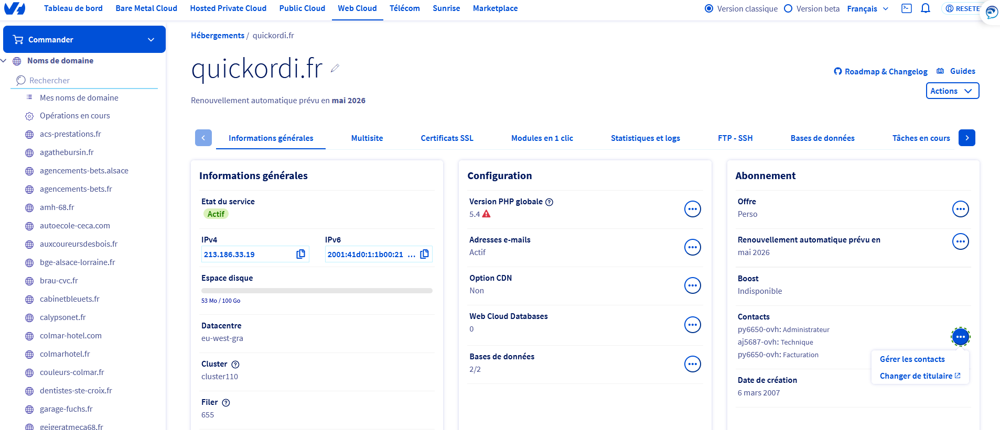 Tableau de bord
Bare Metal Cloud
Hosted Private Cloud
Public Cloud
Web Cloud
Télécom
Sunrise
Marketplace
Version classique
Version beta
Français
Commander
Noms de domaine
Rechercher
Mes noms de domaine
Opérations en cours
acs-prestations.fr
agathebursin.fr
agencements-bets.alsace
agencements-bets.fr
amh-68.fr
autoecole-ceca.com
auxcoureursdesbois.fr
bge-alsace-lorraine.fr
brau-cvc.fr
cabinetbleuets.fr
calypsonet.fr
colmar-hotel.com
colmarhotel.fr
couleurs-colmar.fr
dentistes-ste-croix.fr
garage-fuchs.fr
geigeratmeca68.fr
Hébergements / quickordi.fr
quickordi.fr
Renouvellement automatique prévu en mai 2026
Roadmap & Changelog
Guides
Actions
Informations générales
Multisite
Certificats SSL
Modules en 1 clic
Statistiques et logs
FTP - SSH
Bases de données
Tâches en cours
Informations générales
Etat du service
Actif
IPv4
213.186.33.19
IPv6
2001:41d0:1:1b00:21 ...
Espace disque
53 Mo / 100 Go
Datacentre
eu-west-gra
Cluster
cluster110
Filer
655
Configuration
Version PHP globale
5.4
Adresses e-mails
Actif
Option CDN
Non
Web Cloud Databases
0
Bases de données
2/2
Abonnement
Offre
Perso
Renouvellement automatique prévu en
mai 2026
Boost
Indisponible
Contacts
py6650-ovh: Administrateur
aj5687-ovh: Technique
py6650-ovh: Facturation
Gérer les contacts
Changer de titulaire
Date de création
6 mars 2007